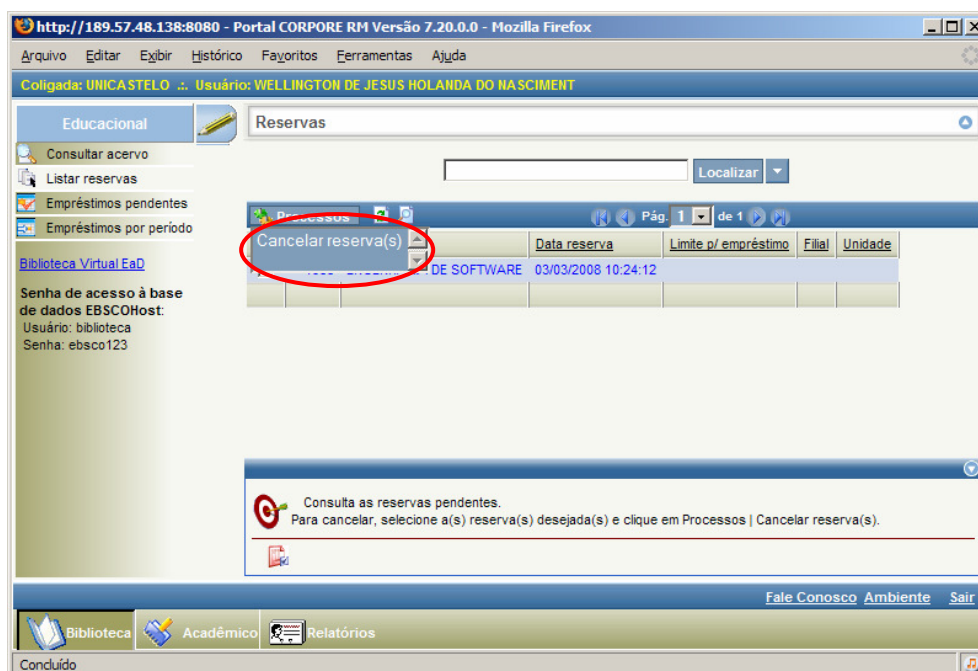 http://189.57.48.138:8080 - Portal CORPORE RM Versão 7.20.0.0 - Mozilla Firefox
Arquivo Editar Exibir Histórico Favoritos Ferramentas Ajuda
Coligada: UNICASTELO .:. Usuário: WELLINGTON DE JESUS HOLANDA DO NASCIMENT
Educacional
Reservas
Consultar acervo
Listar reservas
Empréstimos pendentes
Empréstimos por período
Biblioteca Virtual EaD
Senha de acesso à base
de dados EBSCOHost:
Usuário: biblioteca
Senha: ebsco123
Localizar
Processos
Pág. 1 de 1
Cancelar reserva(s)
Data reserva Limite p/ empréstimo Filial Unidade
DE SOFTWARE 03/03/2008 10:24:12
Consulta as reservas pendentes.
Para cancelar, selecione a(s) reserva(s) desejada(s) e clique em Processos | Cancelar reserva(s).
Fale Conosco Ambiente Sair
Biblioteca Acadêmico Relatórios
Concluído